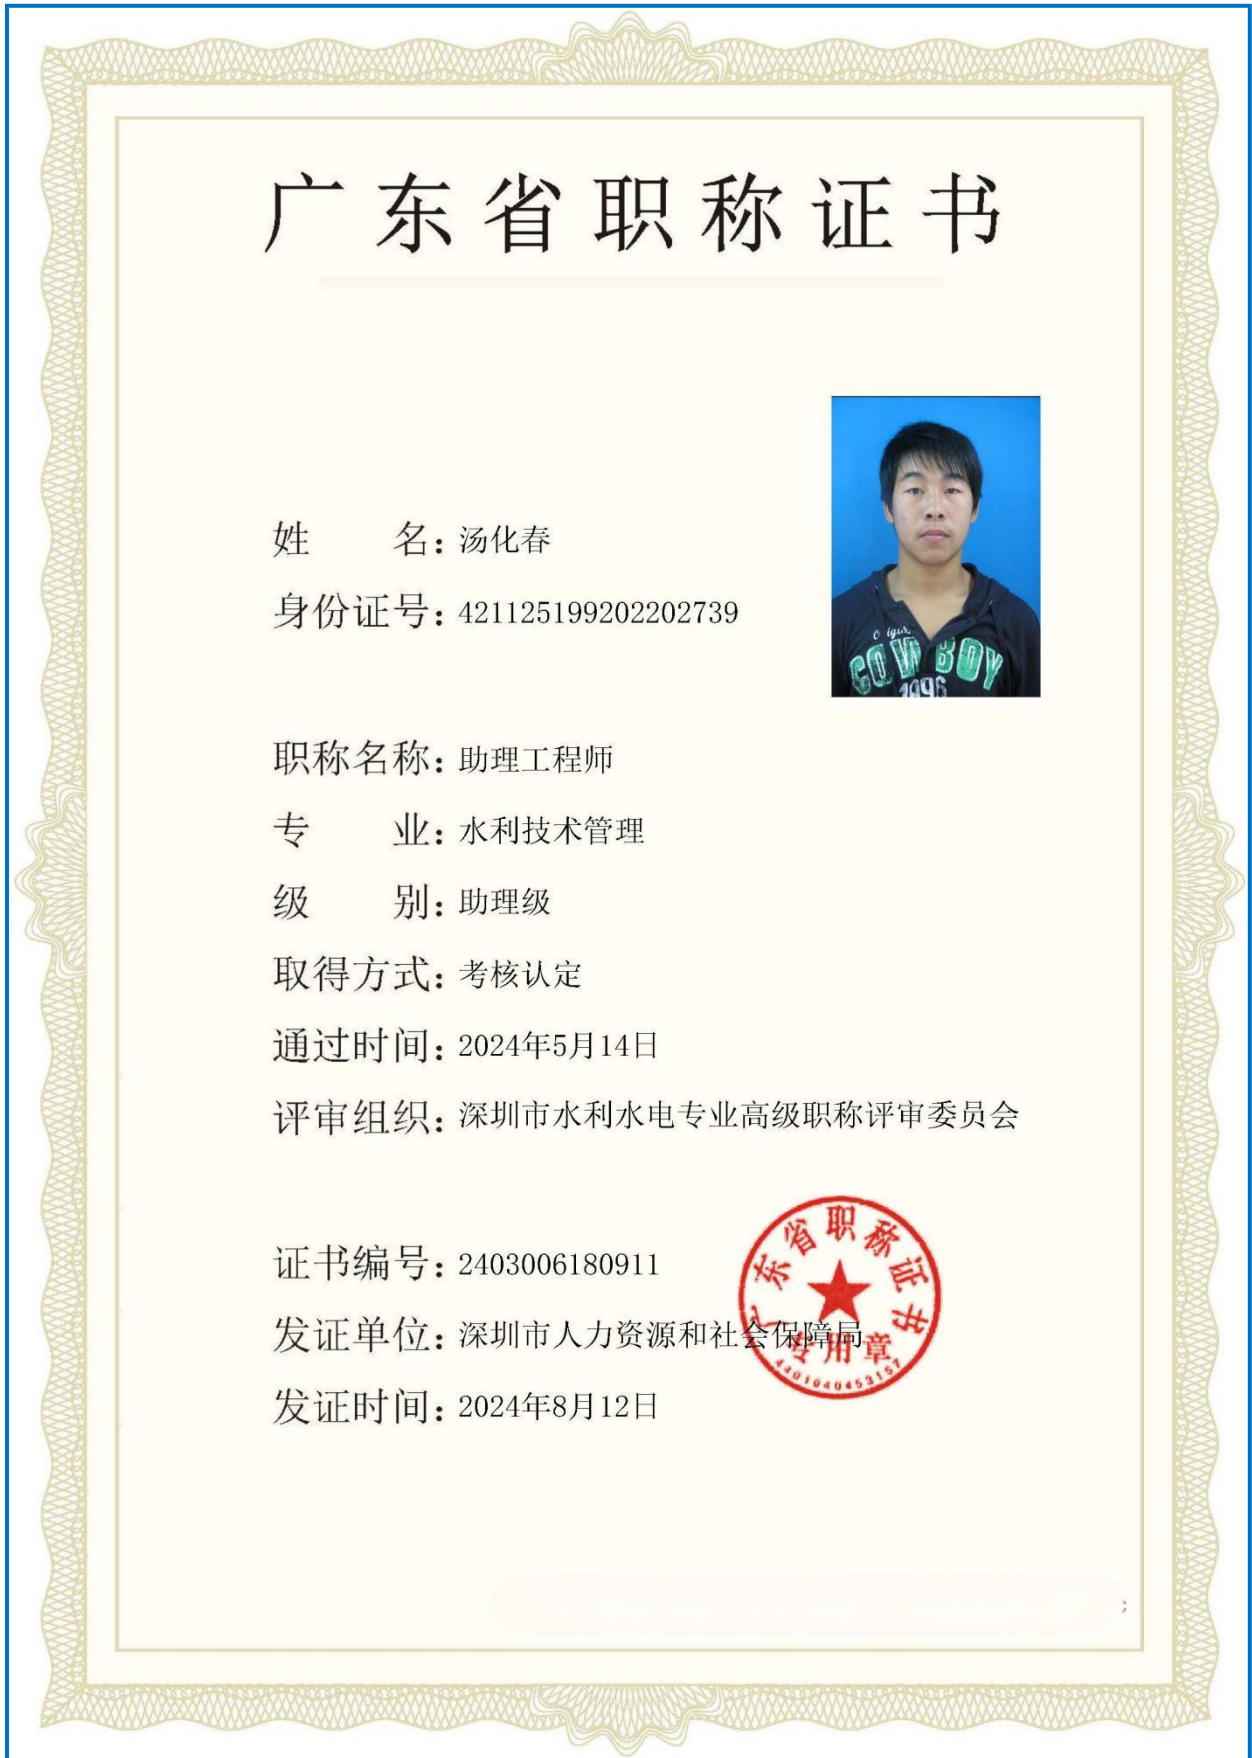 广东省职称证书
姓 名：汤化春
身份证号：421125199202202739
Origin
COWBOY
1996
职称名称：助理工程师
专 业：水利技术管理
级 别：助理级
取得方式：考核认定
通过时间：2024年5月14日
评审组织：深圳市水利水电专业高级职称评审委员会
证书编号：2403006180911
发证单位：深圳市人力资源和社会保障局
发证时间：2024年8月12日
广东省职称证书
专用章
4401040453157